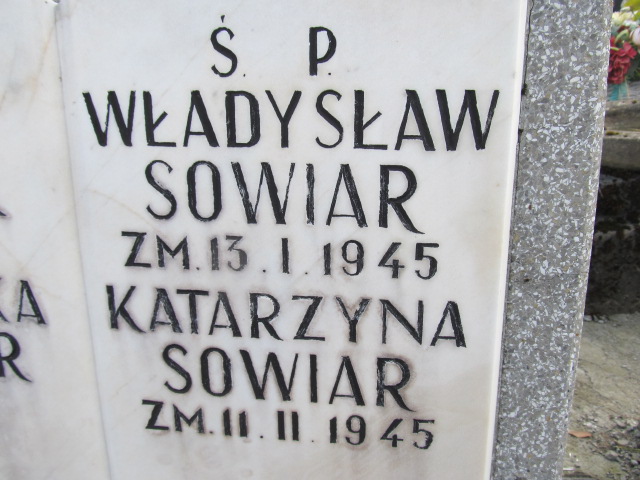 Ś. P.
WŁADYSŁAW
SOWIAR
ZM. 13. I. 1945
KATARZYNA
SOWIAR
ZM. 11. II. 1945